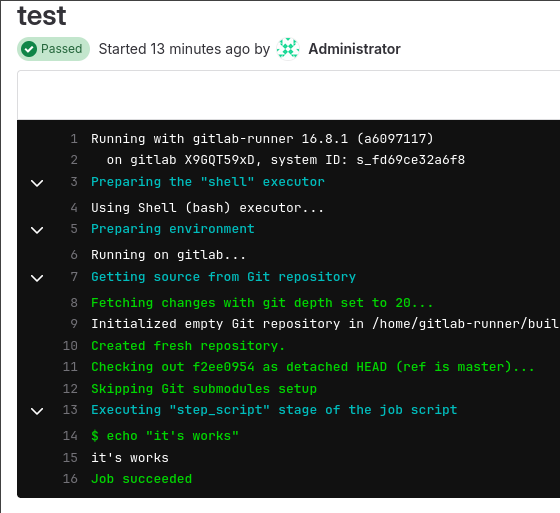 test
Passed Started 13 minutes ago by Administrator
1 Running with gitlab-runner 16.8.1 (a6097117)
2 on gitlab X9GQT59xD, system ID: s_fd69ce32a6f8
3 Preparing the "shell" executor
4 Using Shell (bash) executor...
5 Preparing environment
6 Running on gitlab...
7 Getting source from Git repository
8 Fetching changes with git depth set to 20...
9 Initialized empty Git repository in /home/gitlab-runner/buil
10 Created fresh repository.
11 Checking out f2ee0954 as detached HEAD (ref is master)...
12 Skipping Git submodules setup
13 Executing "step_script" stage of the job script
14 $ echo "it's works"
15 it's works
16 Job succeeded